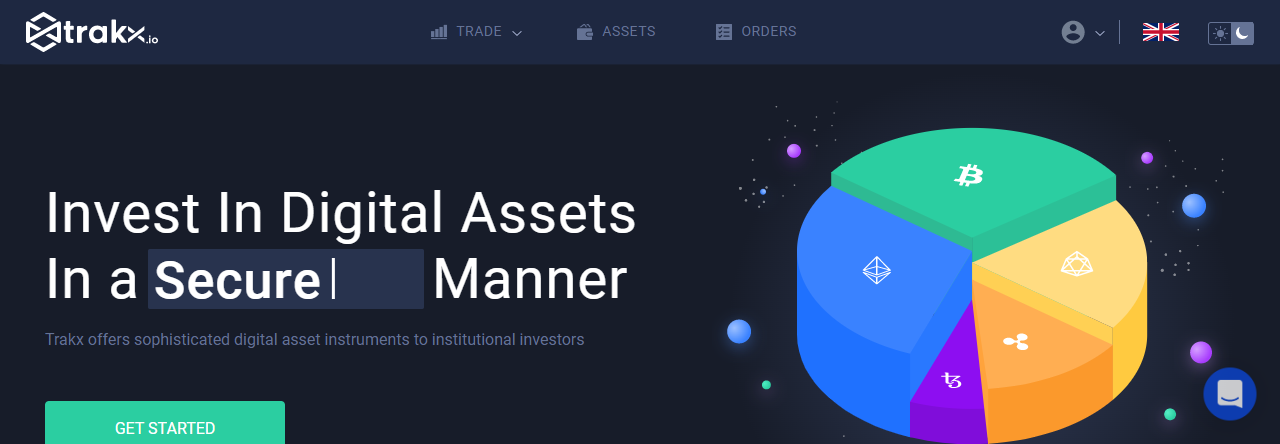 trakx.io
TRADE
ASSETS
ORDERS
Invest In Digital Assets
In a Secure Manner
Trakx offers sophisticated digital asset instruments to institutional investors
GET STARTED